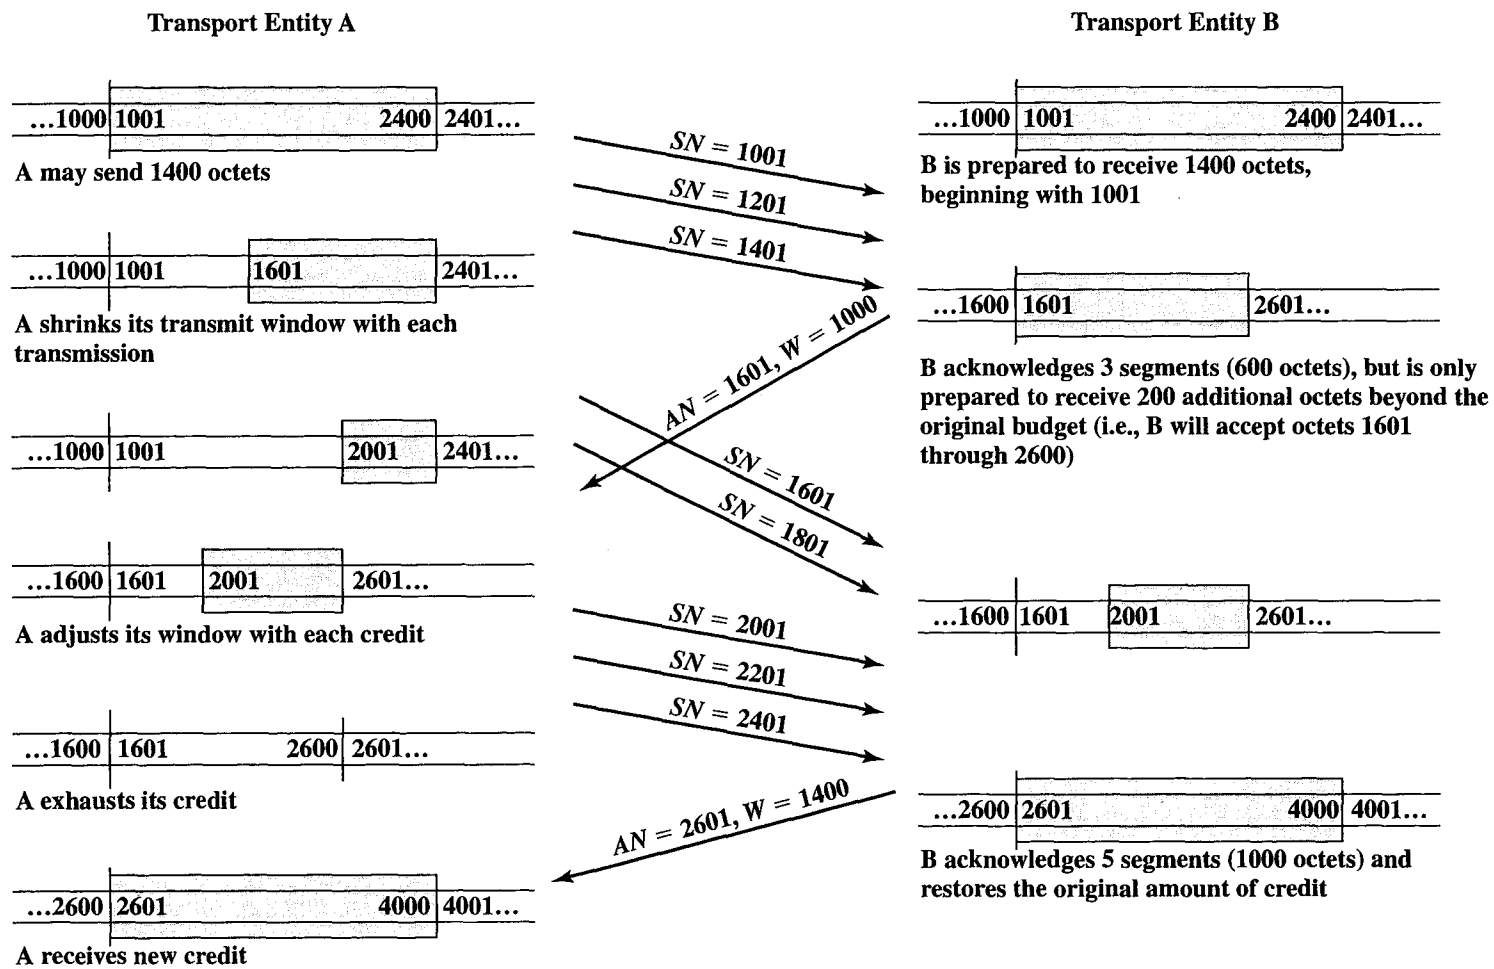 Transport Entity A
...1000 1001 2400 2401...
A may send 1400 octets
...1000 1001 1601 2401...
A shrinks its transmit window with each
transmission
...1000 1001 2001 2401...
...1600 1601 2001 2601...
A adjusts its window with each credit
...1600 1601 2600 2601...
A exhausts its credit
...2600 2601 4000 4001...
A receives new credit
SN = 1001
SN = 1201
SN = 1401
AN = 1601, W = 1000
SN = 1601
SN = 1801
SN = 2001
SN = 2201
SN = 2401
AN = 2601, W = 1400
Transport Entity B
...1000 1001 2400 2401...
B is prepared to receive 1400 octets,
beginning with 1001
...1600 1601 2601...
B acknowledges 3 segments (600 octets), but is only
prepared to receive 200 additional octets beyond the
original budget (i.e., B will accept octets 1601
through 2600)
...1600 1601 2001 2601...
...2600 2601 4000 4001...
B acknowledges 5 segments (1000 octets) and
restores the original amount of credit